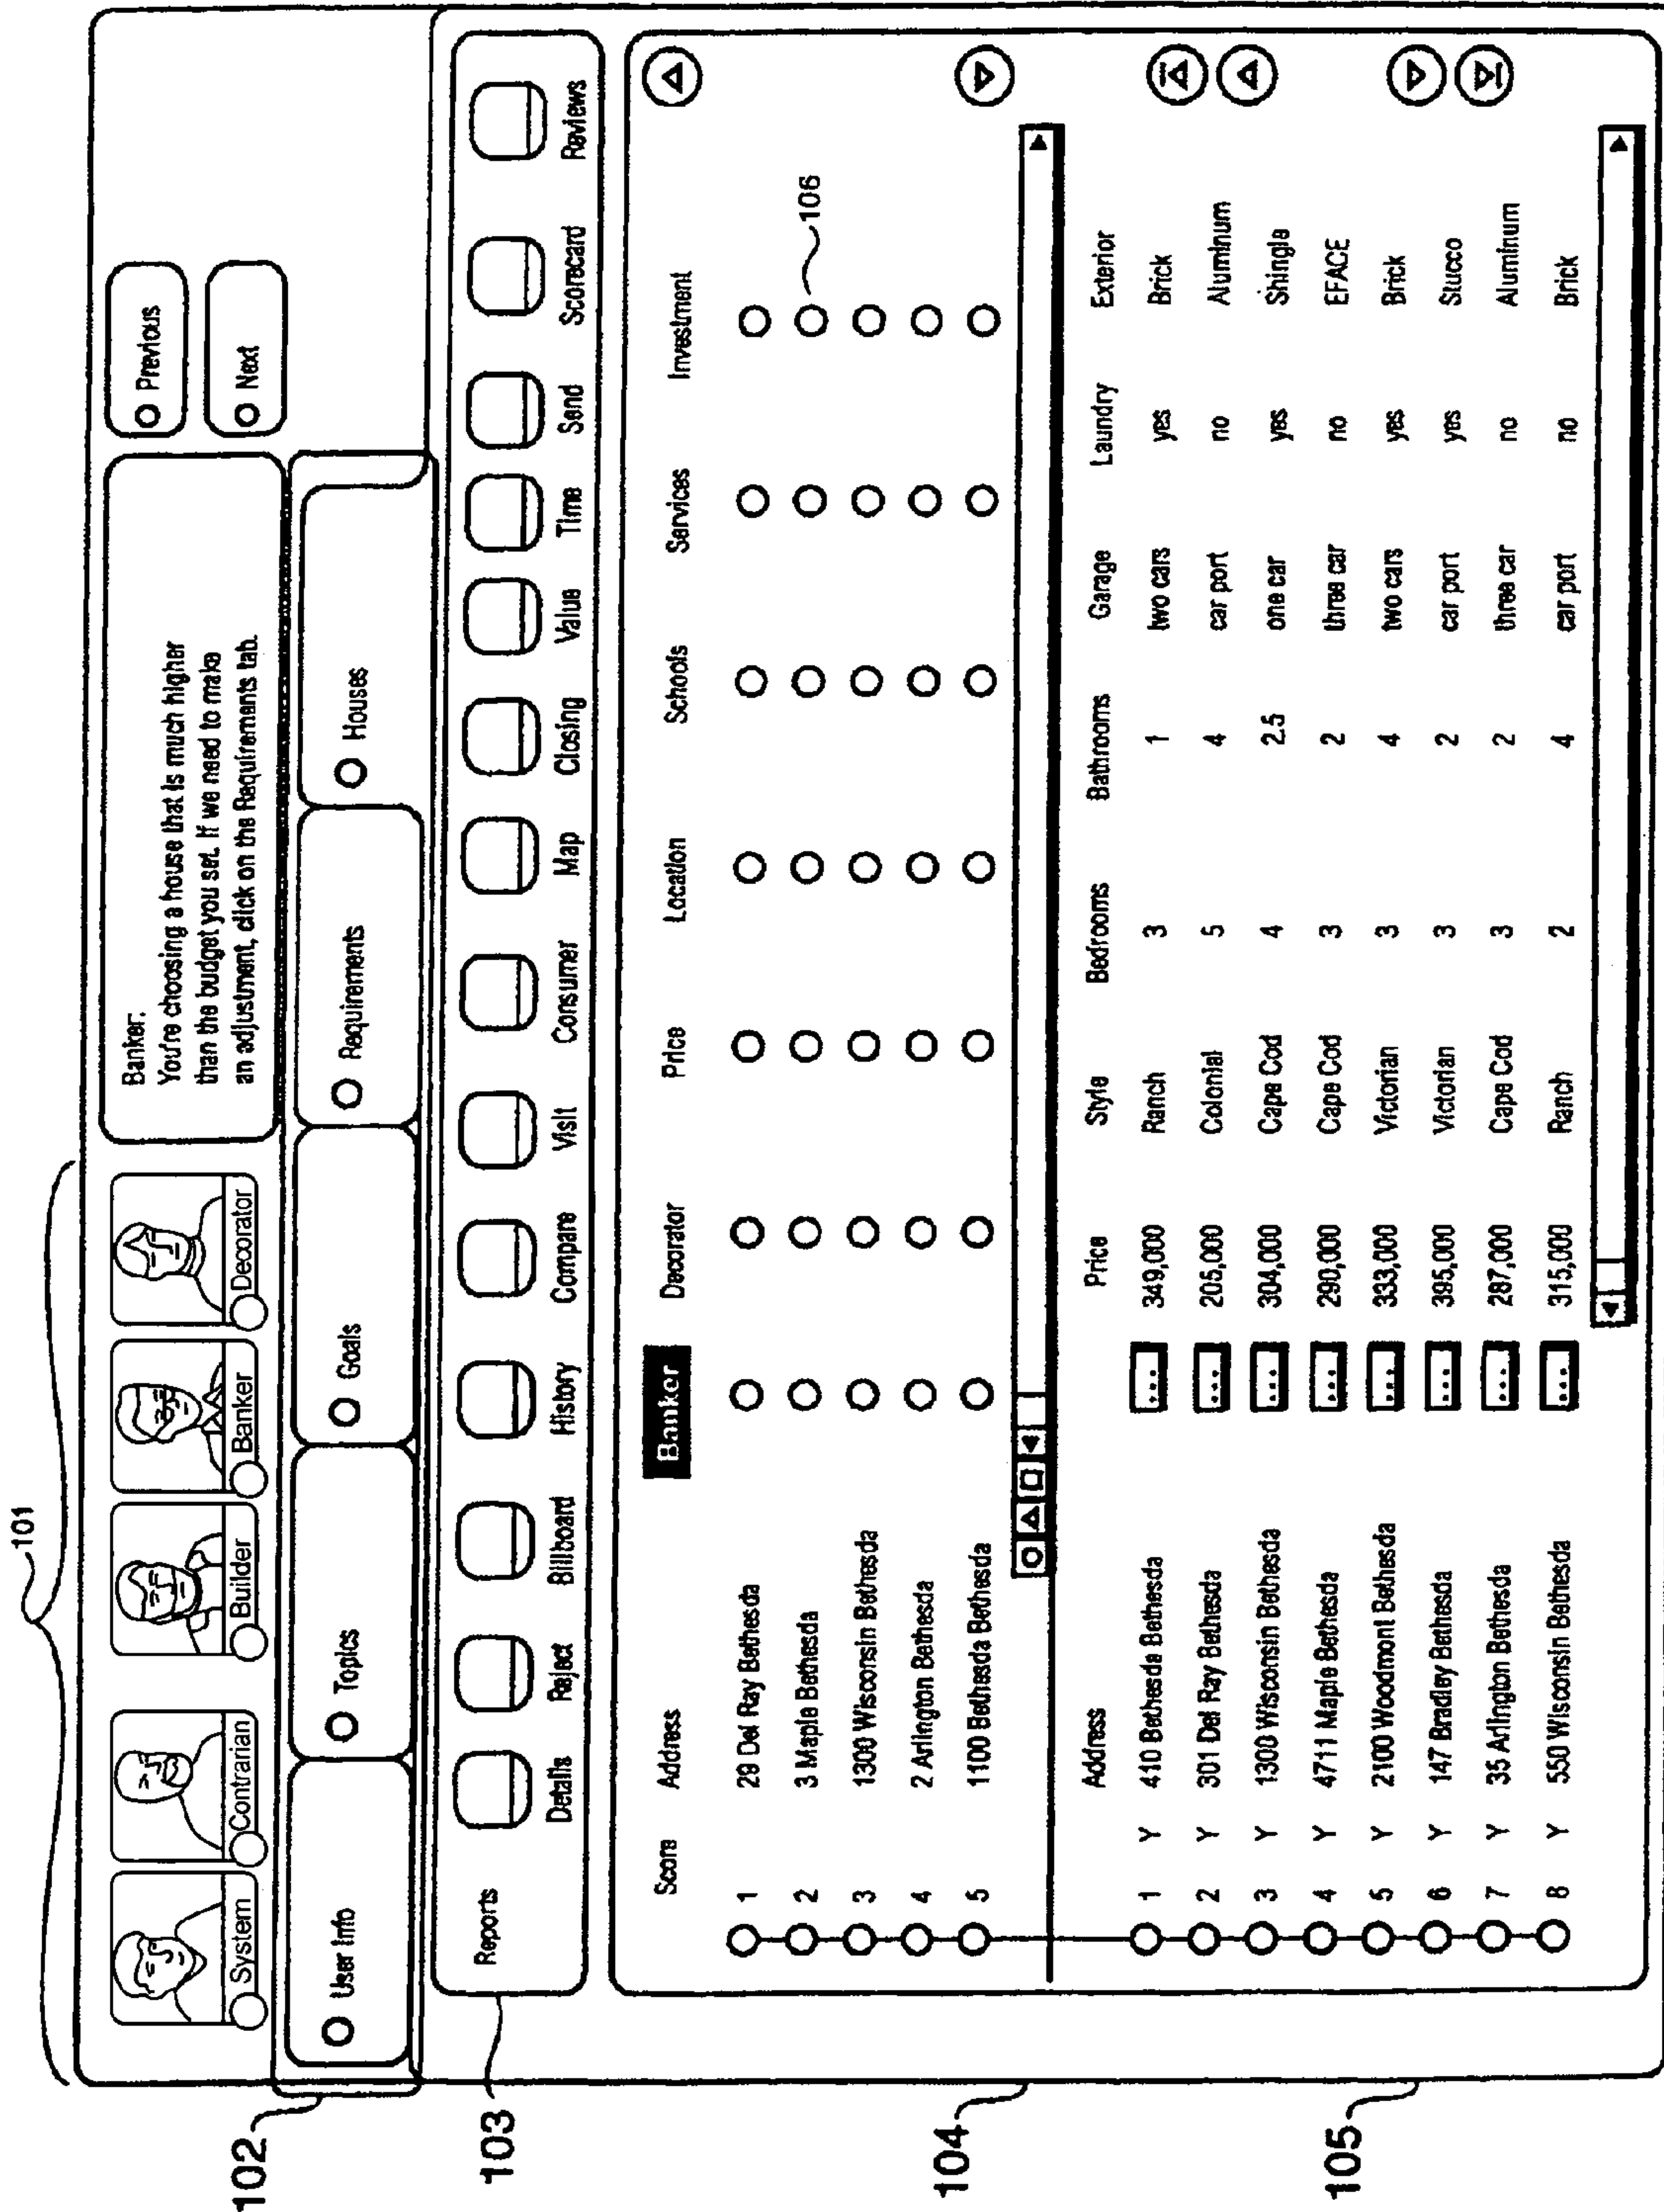 101
System Contrarian Builder Banker Decorator
Banker:
You're choosing a house that is much higher
than the budget you set. If we need to make
an adjustment, click on the Requirements tab.
Previous
Next
102
User Info Topics Goals Requirements Houses
103
Reports
Details Reject Billboard History Compare Visit Consumer Map Closing Value Time Send Scorecard Reviews
104
Score Address Banker Decorator Price Location Schools Services Investment
1 29 Del Ray Bethesda
2 3 Maple Bethesda
106
3 1300 Wisconsin Bethesda
4 2 Arlington Bethesda
5 1100 Bethesda Bethesda
105
Address Price Style Bedrooms Bathrooms Garage Laundry Exterior
1 Y 410 Bethesda Bethesda ... 349,000 Ranch 3 1 two cars yes Brick
2 Y 301 Del Ray Bethesda ... 205,000 Colonial 5 4 car port no Aluminum
3 Y 1300 Wisconsin Bethesda ... 304,000 Cape Cod 4 2.5 one car yes Shingle
4 Y 4711 Maple Bethesda ... 290,000 Cape Cod 3 2 three car no EFACE
5 Y 2100 Woodmont Bethesda ... 333,000 Victorian 3 4 two cars yes Brick
6 Y 147 Bradley Bethesda ... 395,000 Victorian 3 2 car port yes Stucco
7 Y 35 Arlington Bethesda ... 287,000 Cape Cod 3 2 three car no Aluminum
8 Y 550 Wisconsin Bethesda ... 315,000 Ranch 2 4 car port no Brick